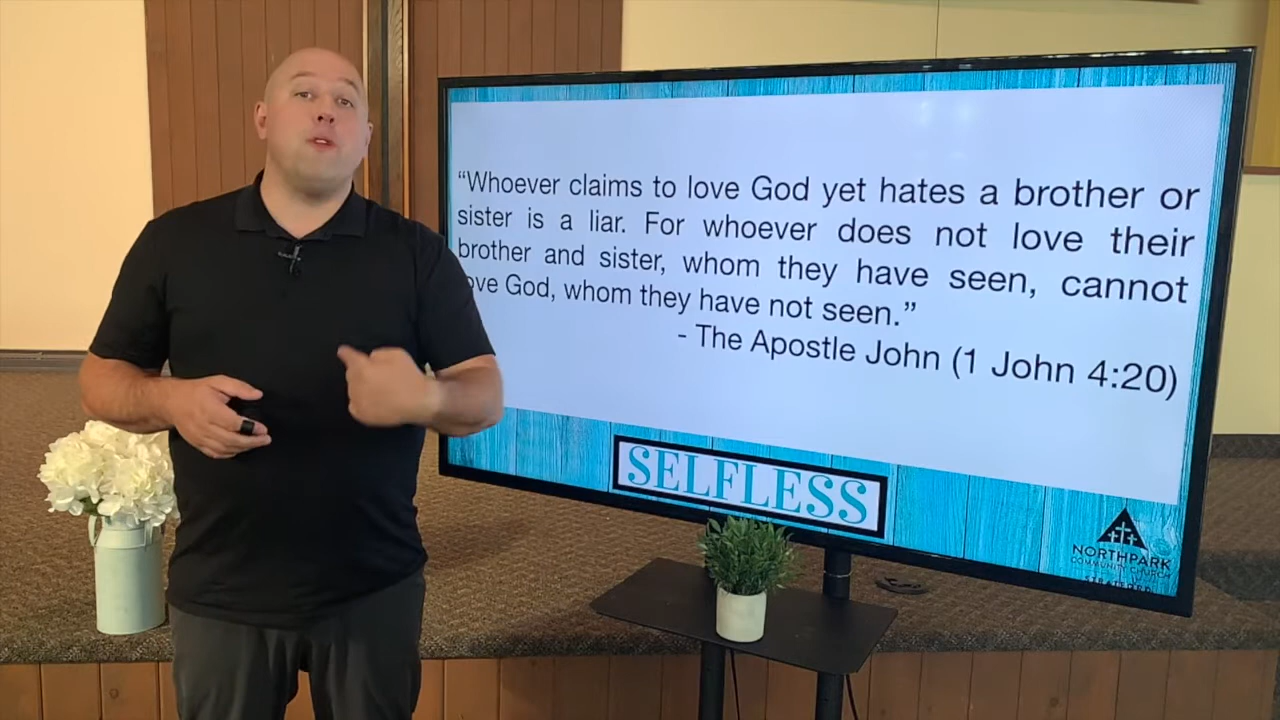 “Whoever claims to love God yet hates a brother or
sister is a liar. For whoever does not love their
brother and sister, whom they have seen, cannot
ove God, whom they have not seen.”
- The Apostle John (1 John 4:20)
SELFLESS
NORTHPARK
COMMUNITY CHURCH
STRATFORD